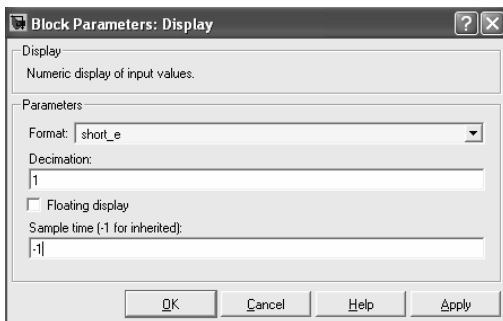 Block Parameters: Display
Display
Numeric display of input values.
Parameters
Format: short_e
Decimation:
1
Floating display
Sample time (-1 for inherited):
-1
OK Cancel Help Apply